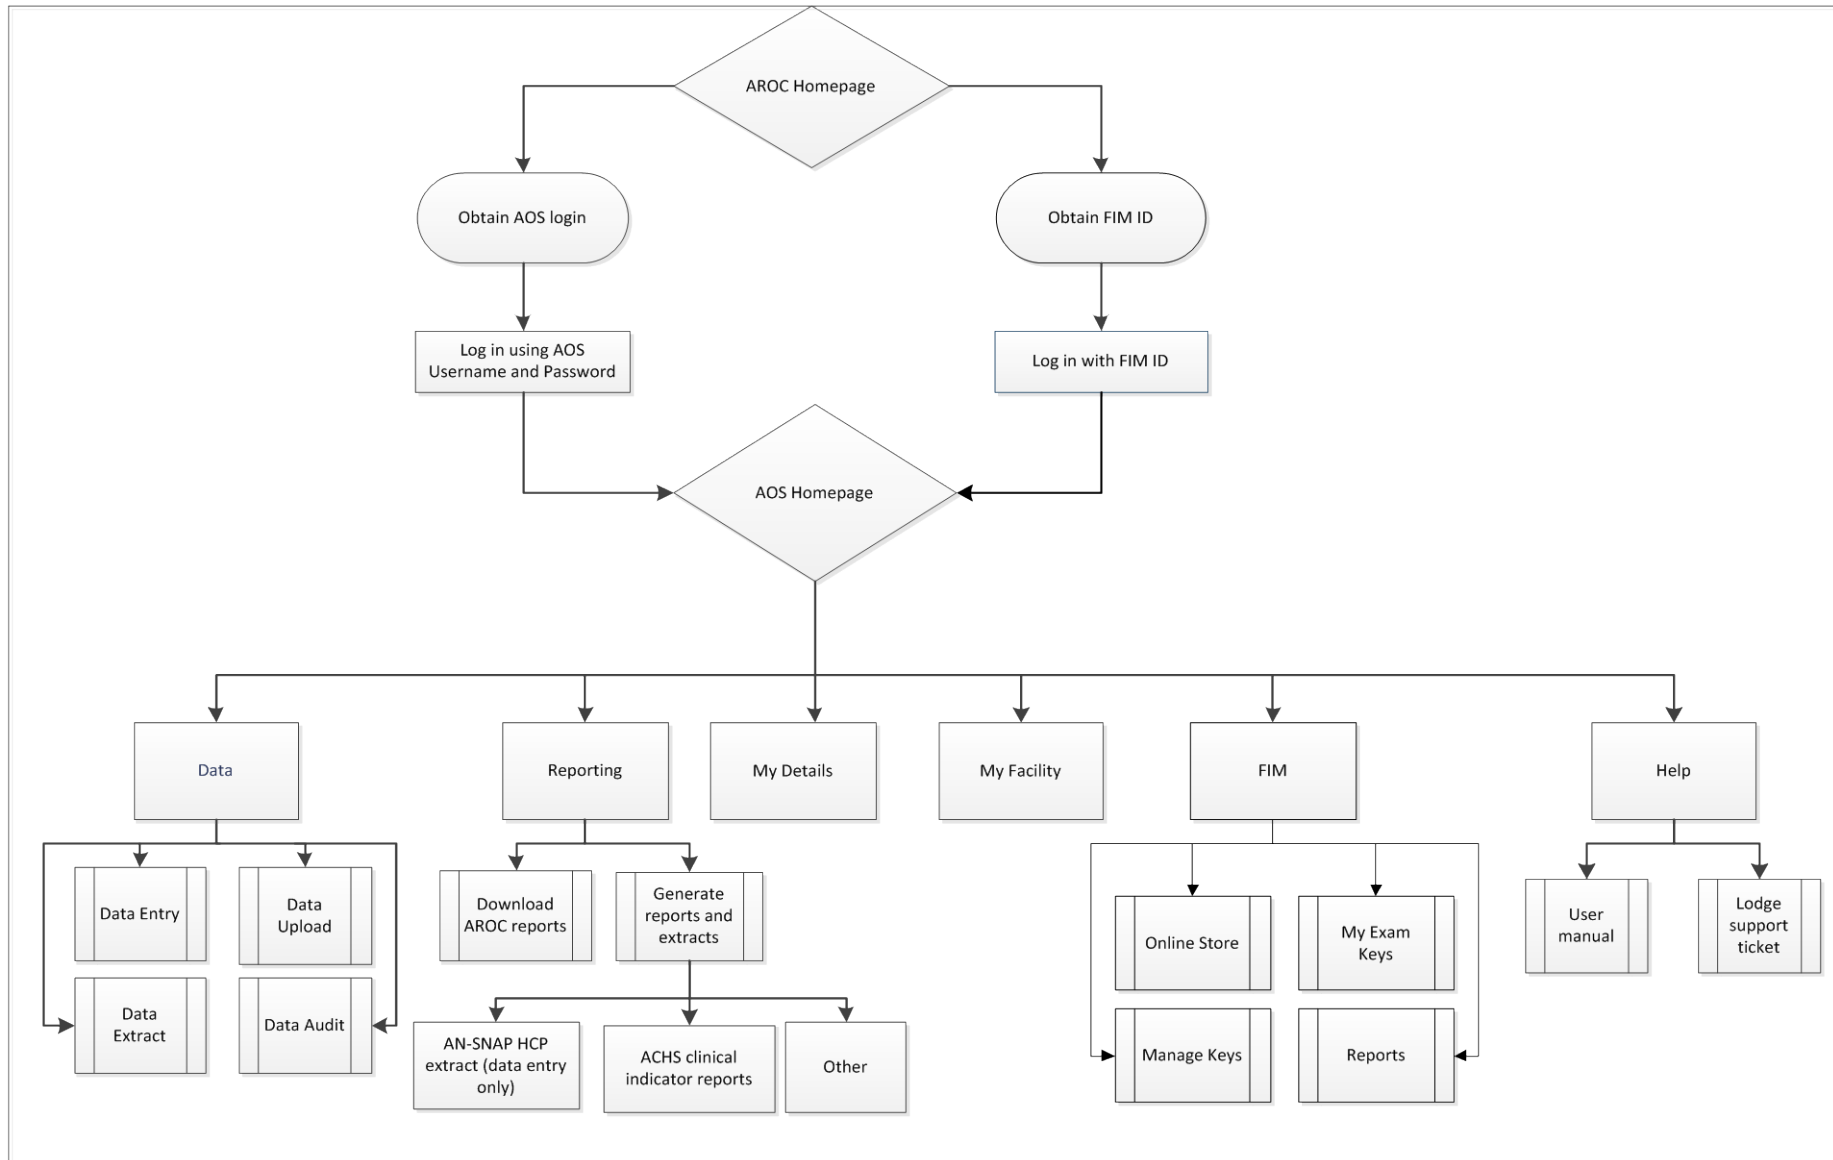 AROC Homepage
Obtain AOS login
Obtain FIM ID
Log in using AOS
Username and Password
Log in with FIM ID
AOS Homepage
Data
Reporting
My Details
My Facility
FIM
Help
Data Entry
Data
Upload
Data
Extract
Data Audit
Download
AROC reports
Generate
reports and
extracts
AN-SNAP HCP
extract (data entry
only)
ACHS clinical
indicator reports
Other
Online Store
My Exam
Keys
Manage Keys
Reports
User
manual
Lodge
support
ticket